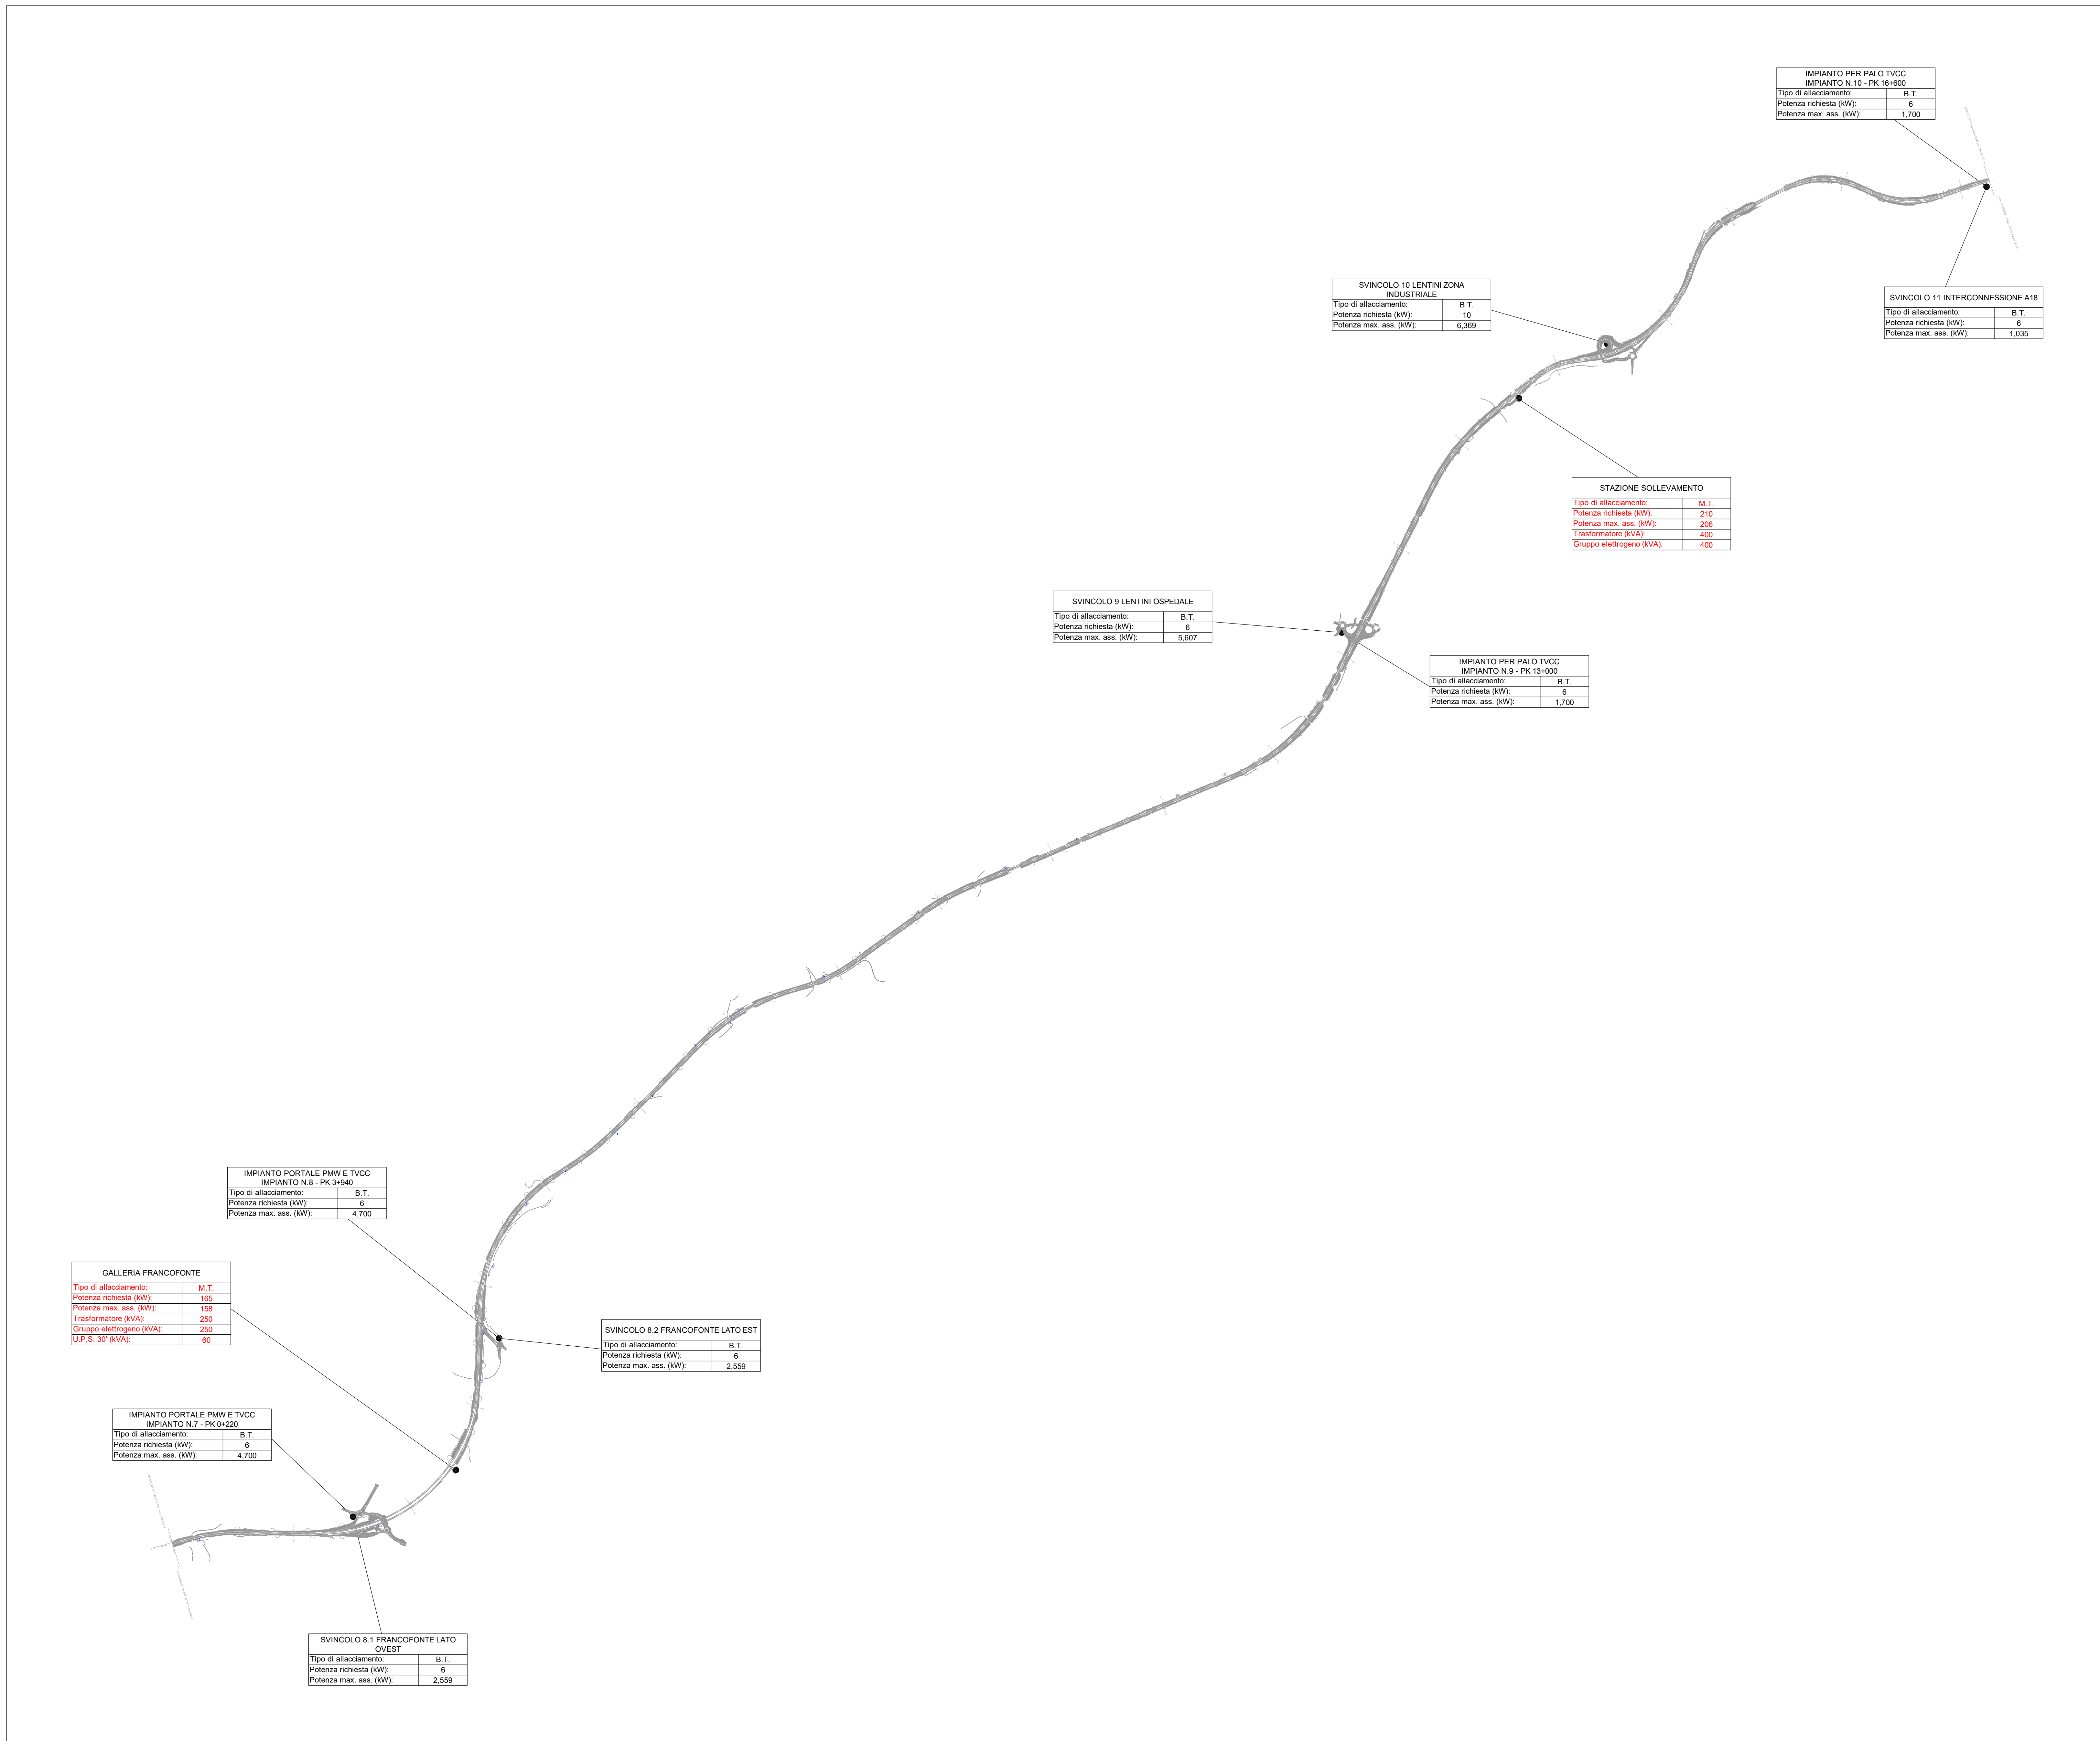 IMPIANTO PER PALO TVCC
IMPIANTO N.10 - PK 16+600
Tipo di allacciamento: B.T.
Potenza richiesta (kW): 6
Potenza max. ass. (kW): 1,700
SVINCOLO 10 LENTINI ZONA
INDUSTRIALE
Tipo di allacciamento: B.T.
Potenza richiesta (kW): 10
Potenza max. ass. (kW): 6,369
SVINCOLO 11 INTERCONNESSIONE A18
Tipo di allacciamento: B.T.
Potenza richiesta (kW): 6
Potenza max. ass. (kW): 1,035
STAZIONE SOLLEVAMENTO
Tipo di allacciamento: M.T.
Potenza richiesta (kW): 210
Potenza max. ass. (kW): 206
Trasformatore (kVA): 400
Gruppo elettrogeno (kVA): 400
SVINCOLO 9 LENTINI OSPEDALE
Tipo di allacciamento: B.T.
Potenza richiesta (kW): 6
Potenza max. ass. (kW): 5,607
IMPIANTO PER PALO TVCC
IMPIANTO N.9 - PK 13+000
Tipo di allacciamento: B.T.
Potenza richiesta (kW): 6
Potenza max. ass. (kW): 1,700
IMPIANTO PORTALE PMW E TVCC
IMPIANTO N.8 - PK 3+940
Tipo di allacciamento: B.T.
Potenza richiesta (kW): 6
Potenza max. ass. (kW): 4,700
GALLERIA FRANCOFONTE
Tipo di allacciamento: M.T.
Potenza richiesta (kW): 165
Potenza max. ass. (kW): 158
Trasformatore (kVA): 250
Gruppo elettrogeno (kVA): 250
U.P.S. 30' (kVA): 60
SVINCOLO 8.2 FRANCOFONTE LATO EST
Tipo di allacciamento: B.T.
Potenza richiesta (kW): 6
Potenza max. ass. (kW): 2,559
IMPIANTO PORTALE PMW E TVCC
IMPIANTO N.7 - PK 0+220
Tipo di allacciamento: B.T.
Potenza richiesta (kW): 6
Potenza max. ass. (kW): 4,700
SVINCOLO 8.1 FRANCOFONTE LATO
OVEST
Tipo di allacciamento: B.T.
Potenza richiesta (kW): 6
Potenza max. ass. (kW): 2,559